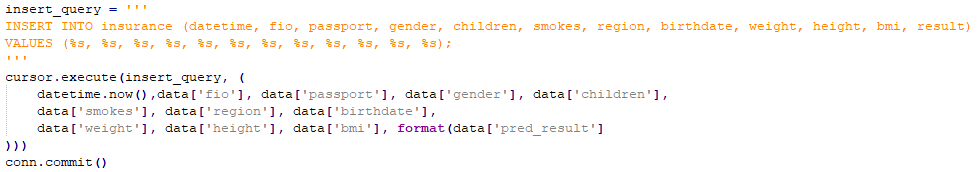 insert_query = '''
INSERT INTO insurance (datetime, fio, passport, gender, children, smokes, region, birthdate, weight, height, bmi, result)
VALUES (%s, %s, %s, %s, %s, %s, %s, %s, %s, %s, %s, %s);
'''
cursor.execute(insert_query, (
    datetime.now(),data['fio'], data['passport'], data['gender'], data['children'],
    data['smokes'], data['region'], data['birthdate'],
    data['weight'], data['height'], data['bmi'], format(data['pred_result']
)))
conn.commit()